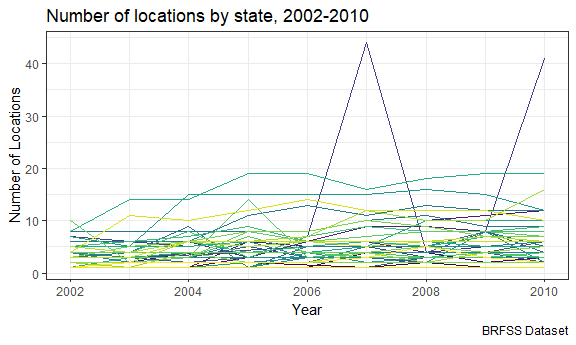 Number of locations by state, 2002-2010
Number of Locations
40
30
20
10
0
2002 2004 2006 2008 2010
Year
BRFSS Dataset